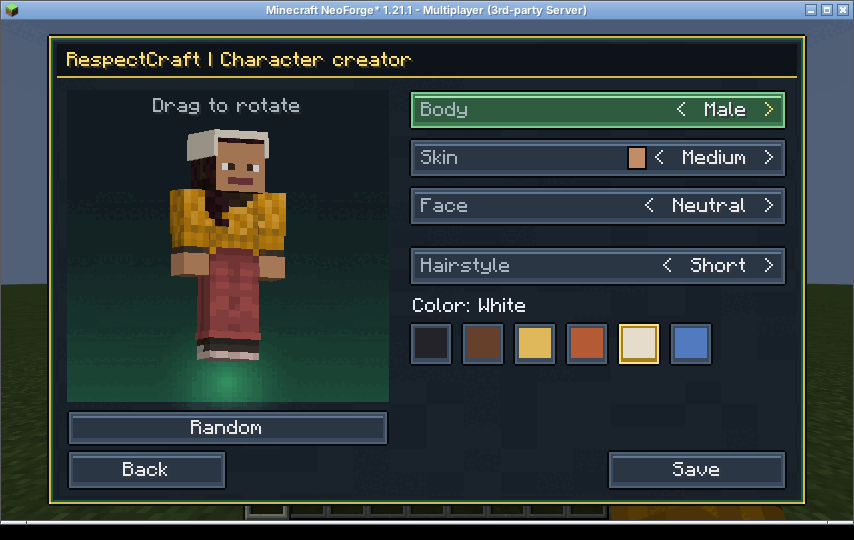 Minecraft NeoForge* 1.21.1 - Multiplayer (3rd-party Server)
RespectCraft | Character creator
Drag to rotate
Body < Male >
Skin < Medium >
Face < Neutral >
Hairstyle < Short >
Color: White
Random
Back
Save